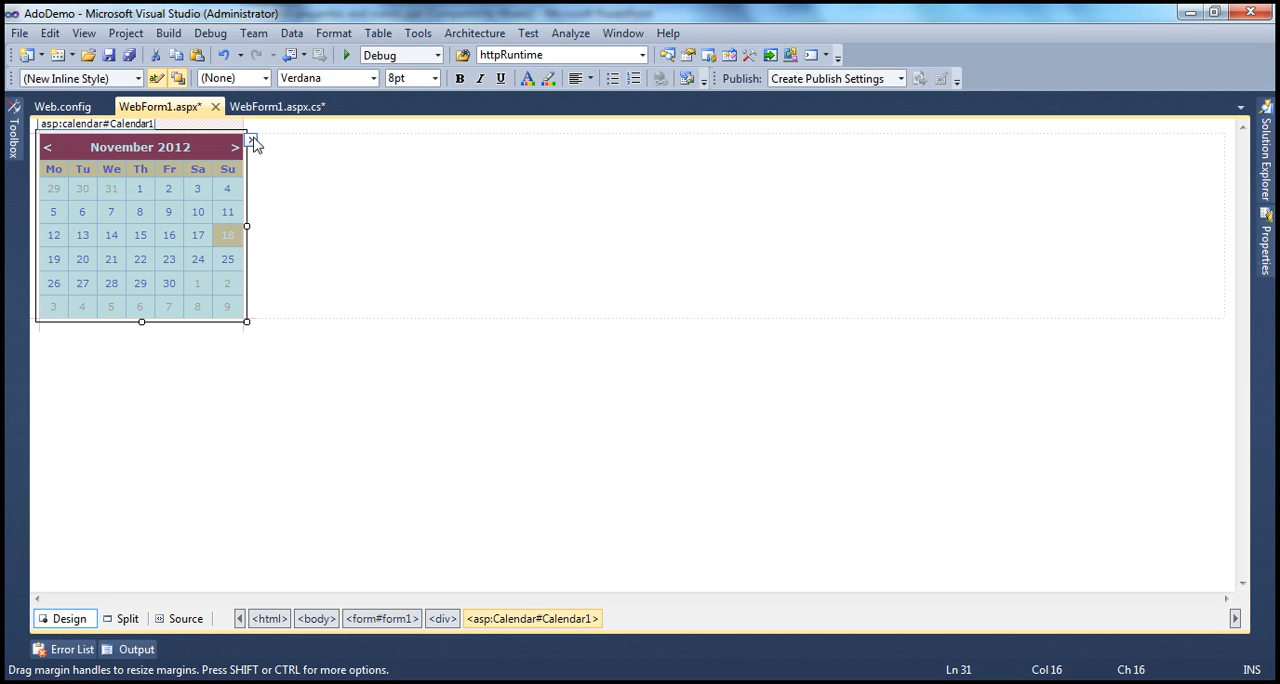 AdoDemo - Microsoft Visual Studio (Administrator)
File Edit View Project Build Debug Team Data Format Table Tools Architecture Test Analyze Window Help
Debug httpRuntime
(New Inline Style) (None) Verdana 8pt B I U A Publish: Create Publish Settings
Web.config WebForm1.aspx* WebForm1.aspx.cs*
Toolbox
asp:calendar#Calendar1
< November 2012 >
Mo Tu We Th Fr Sa Su
29 30 31 1 2 3 4
5 6 7 8 9 10 11
12 13 14 15 16 17 18
19 20 21 22 23 24 25
26 27 28 29 30 1 2
3 4 5 6 7 8 9
Solution Explorer
Properties
Design Split Source <html> <body> <form#form1> <div> <asp:Calendar#Calendar1>
Error List Output
Drag margin handles to resize margins. Press SHIFT or CTRL for more options. Ln 31 Col 16 Ch 16 INS